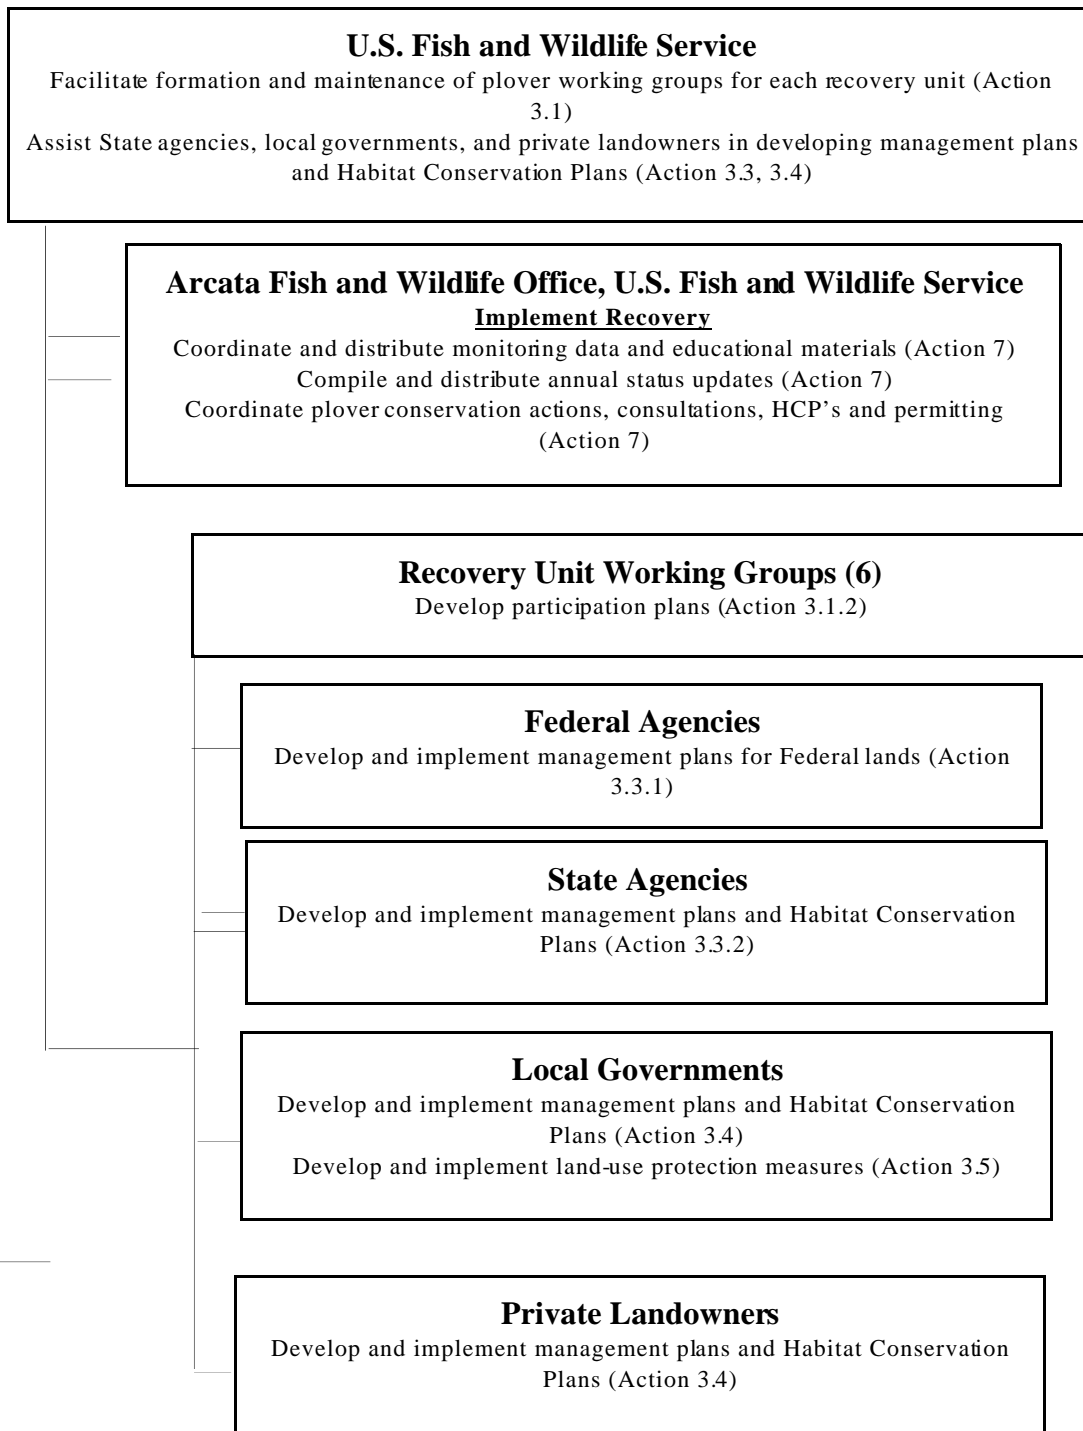 U.S. Fish and Wildlife Service
Facilitate formation and maintenance of plover working groups for each recovery unit (Action
3.1)
Assist State agencies, local governments, and private landowners in developing management plans
and Habitat Conservation Plans (Action 3.3, 3.4)
Arcata Fish and Wildlife Office, U.S. Fish and Wildlife Service
Implement Recovery
Coordinate and distribute monitoring data and educational materials (Action 7)
Compile and distribute annual status updates (Action 7)
Coordinate plover conservation actions, consultations, HCP’s and permitting
(Action 7)
Recovery Unit Working Groups (6)
Develop participation plans (Action 3.1.2)
Federal Agencies
Develop and implement management plans for Federal lands (Action
3.3.1)
State Agencies
Develop and implement management plans and Habitat Conservation
Plans (Action 3.3.2)
Local Governments
Develop and implement management plans and Habitat Conservation
Plans (Action 3.4)
Develop and implement land-use protection measures (Action 3.5)
Private Landowners
Develop and implement management plans and Habitat Conservation
Plans (Action 3.4)